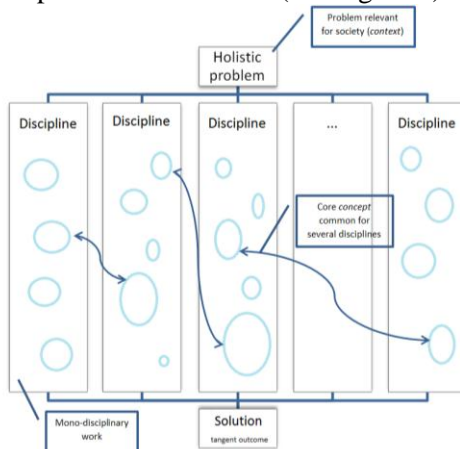 Problem relevant
for society (context)
Holistic
problem
Discipline
Discipline
Discipline
...
Discipline
Core concept
common for
several disciplines
Mono-disciplinary
work
Solution
tangent outcome